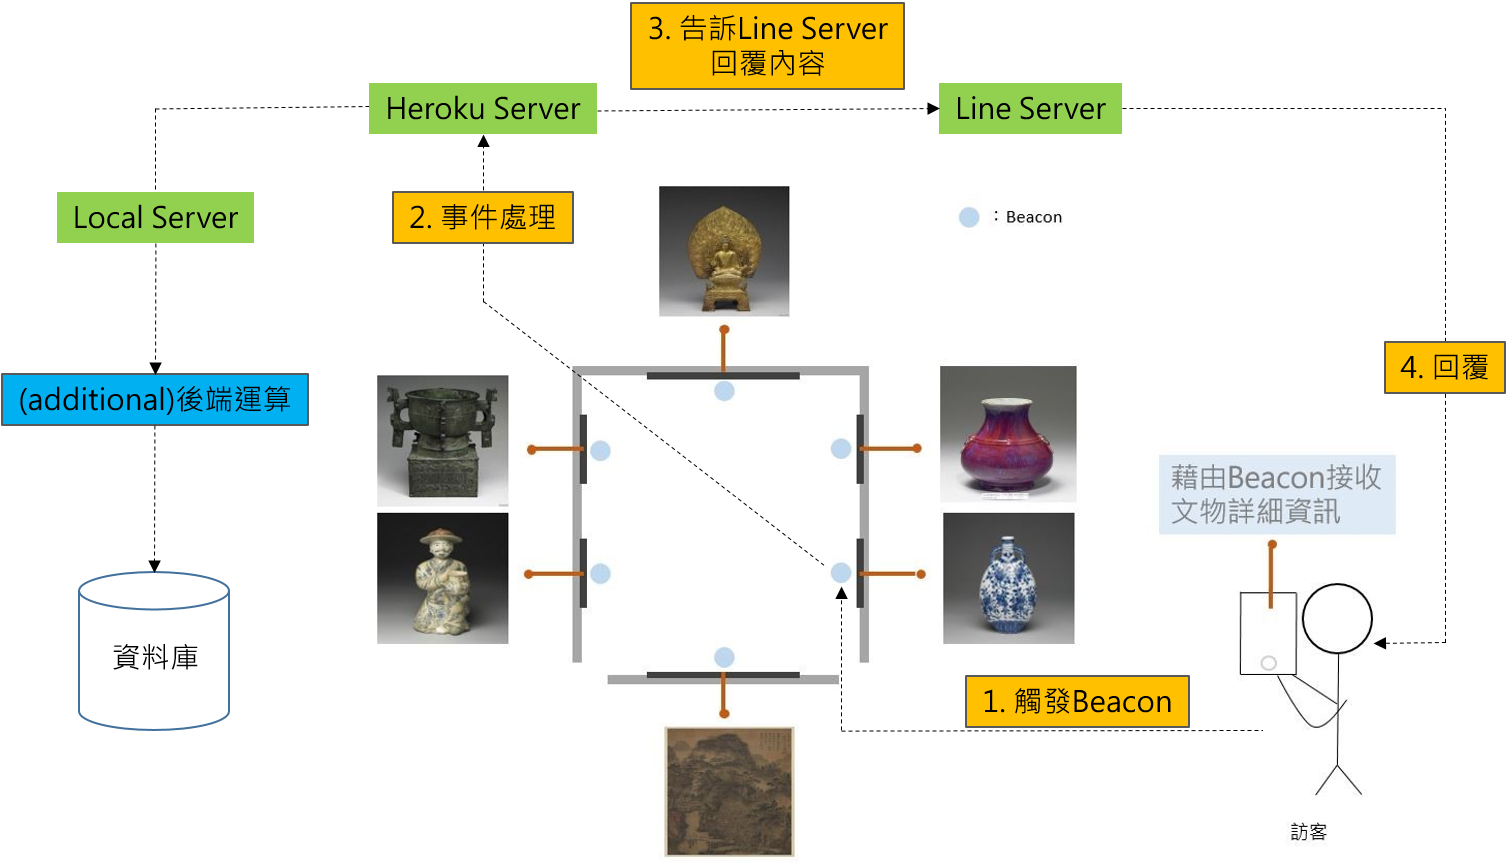 3. 告訴Line Server
回覆內容
Heroku Server
Line Server
Local Server
2. 事件處理
：Beacon
4. 回覆
(additional)後端運算
藉由Beacon接收
文物詳細資訊
資料庫
1. 觸發Beacon
訪客